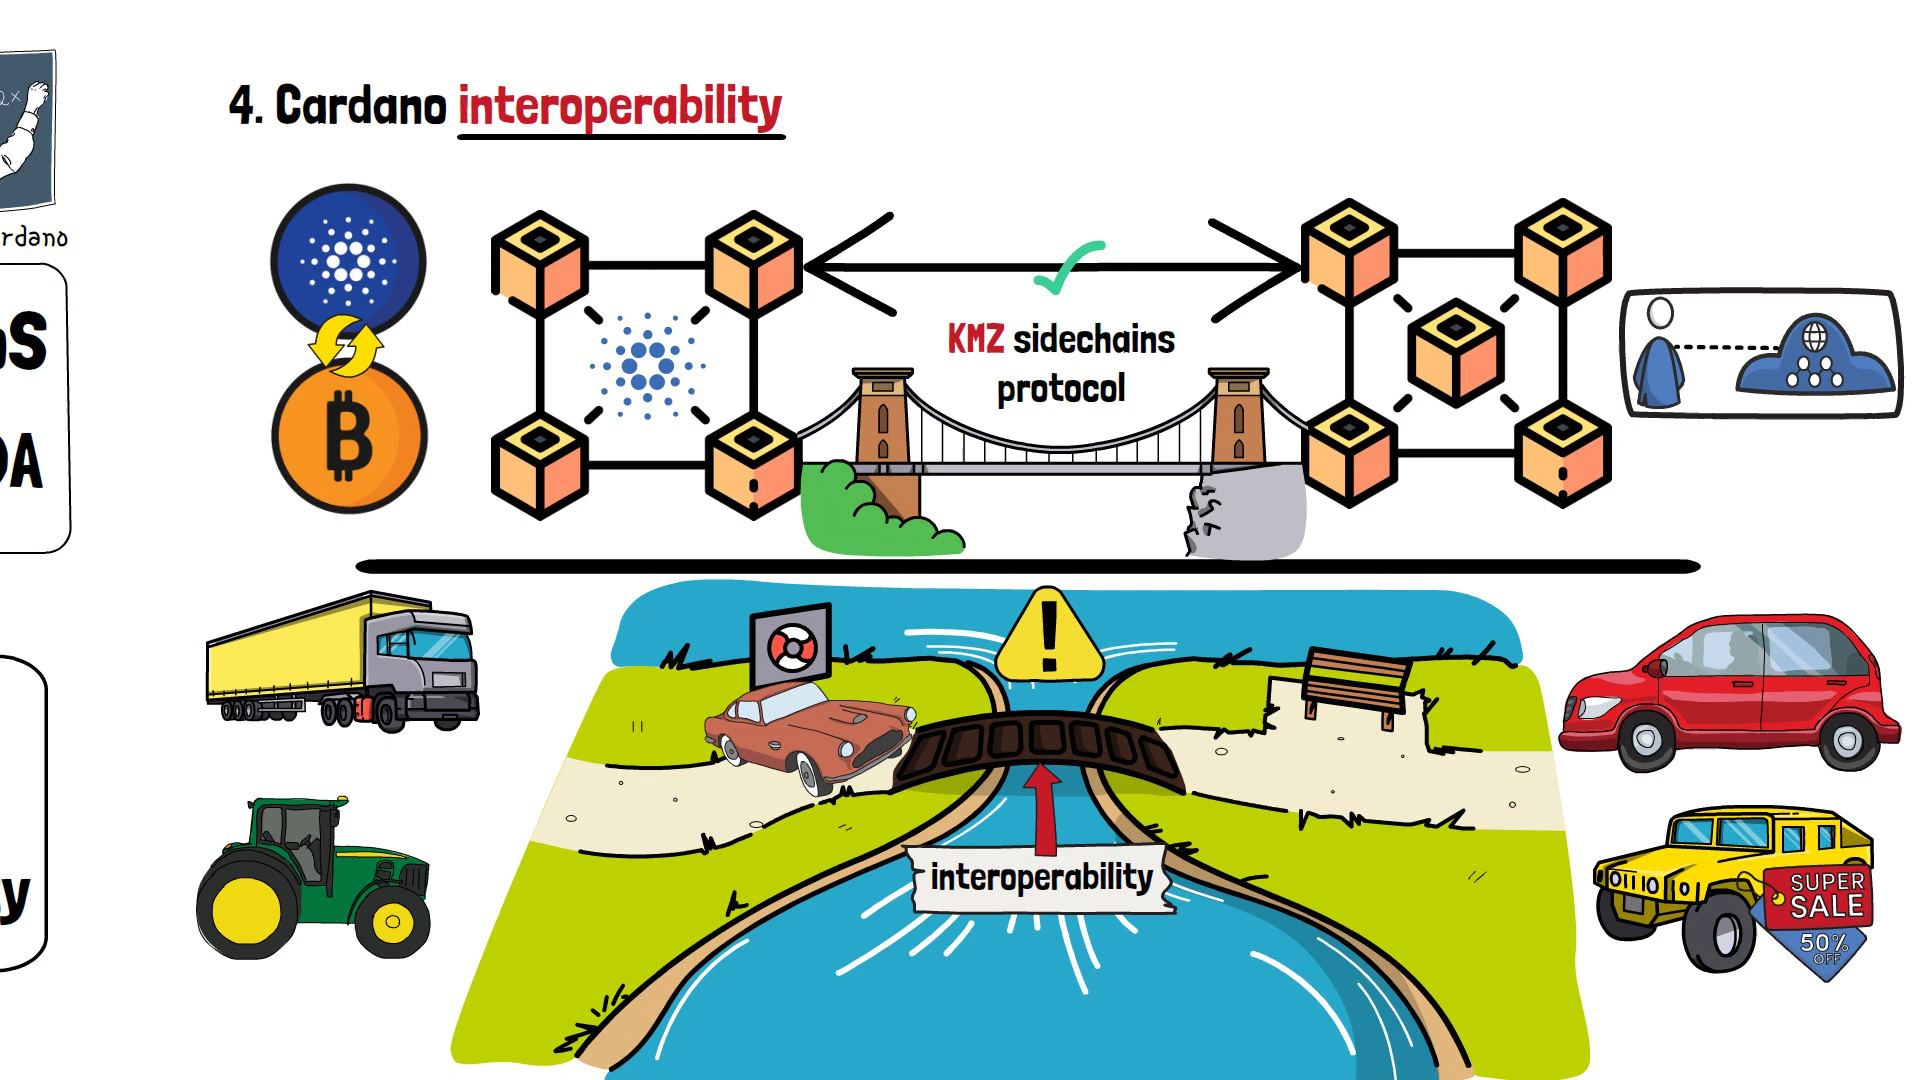 4. Cardano interoperability
rdano
KMZ sidechains
protocol
interoperability
SUPER
SALE
50%
OFF